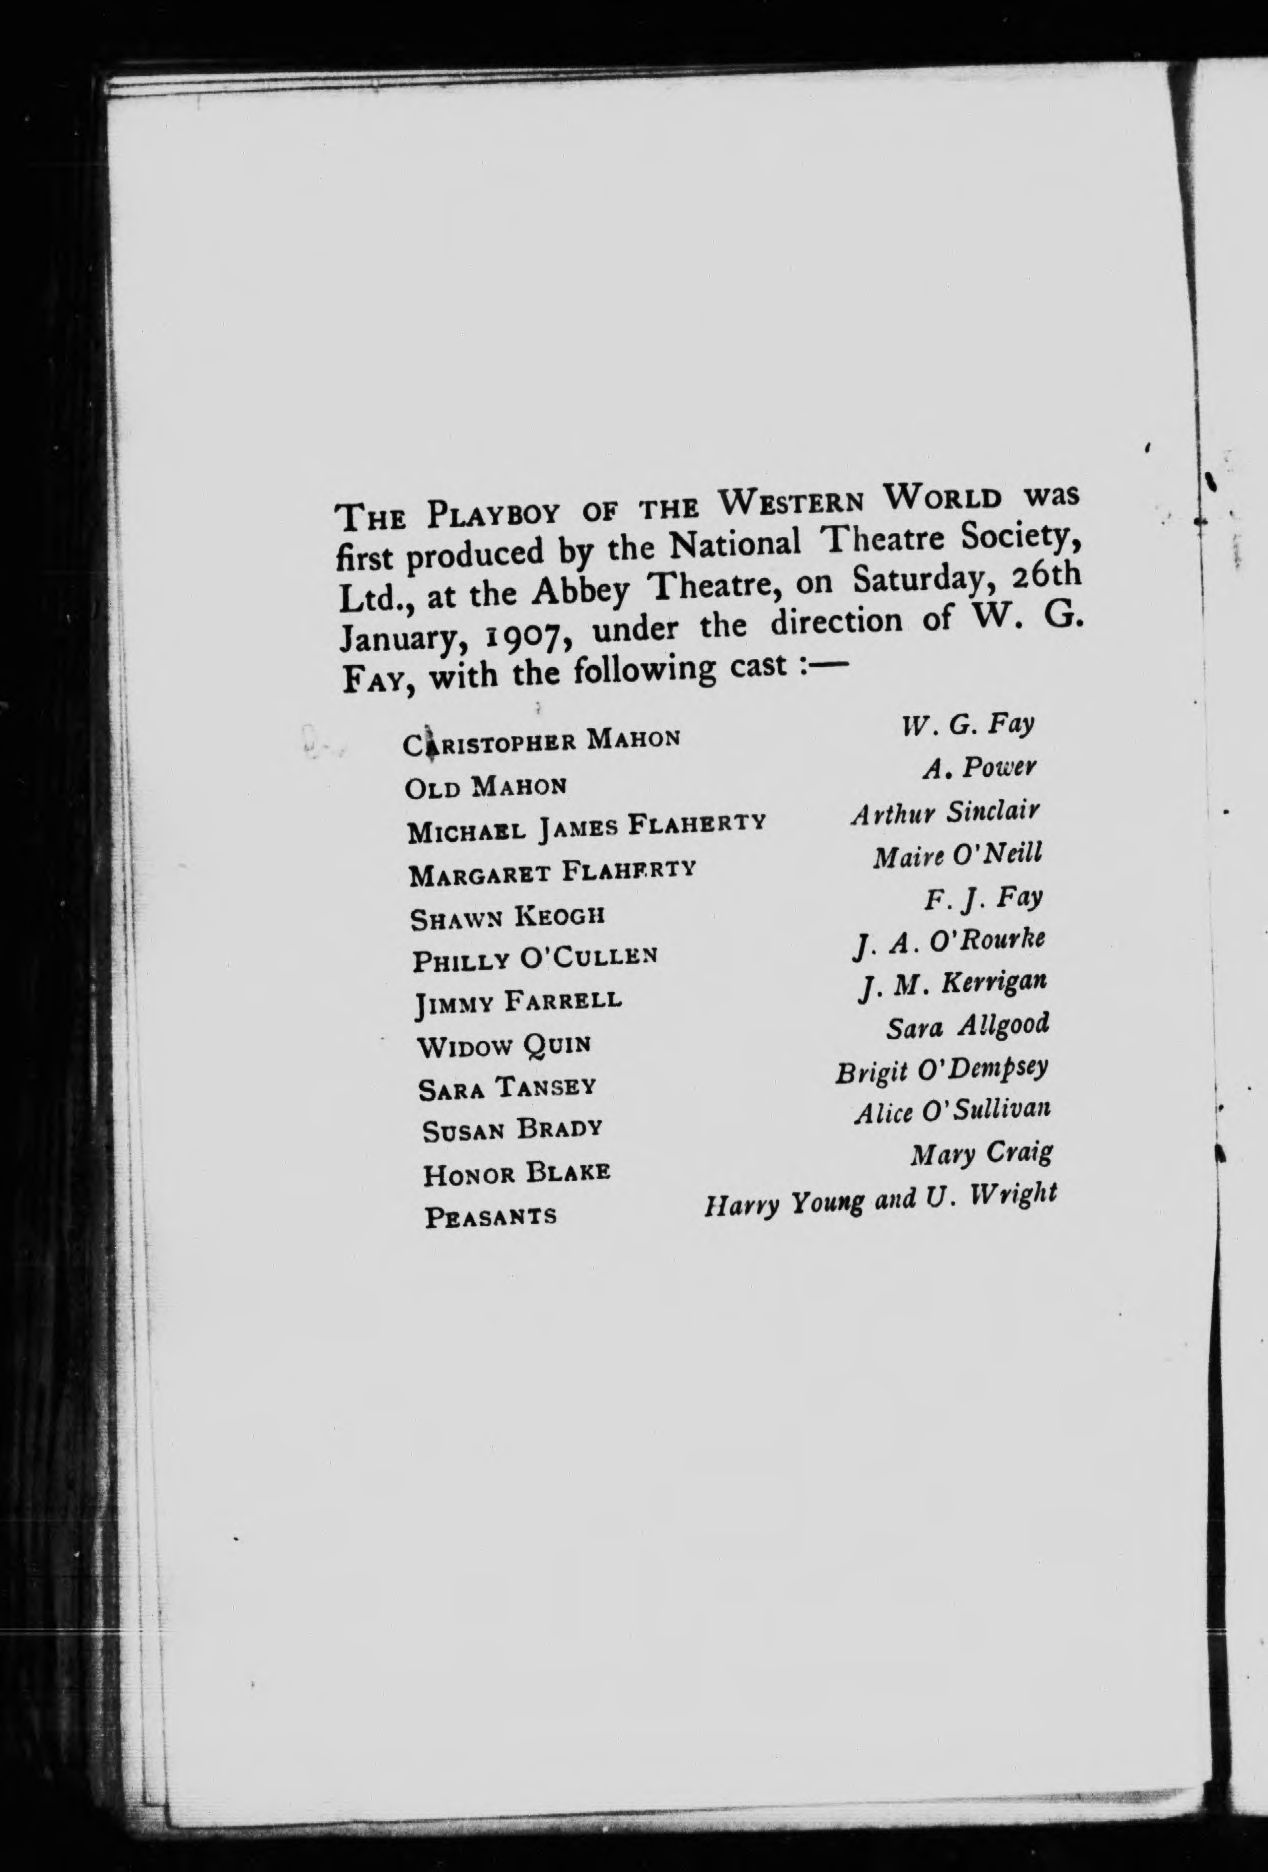 THE PLAYBOY OF THE WESTERN WORLD was
first produced by the National Theatre Society,
Ltd., at the Abbey Theatre, on Saturday, 26th
January, 1907, under the direction of W. G.
FAY, with the following cast :—
CHRISTOPHER MAHON W. G. Fay
OLD MAHON A. Power
MICHAEL JAMES FLAHERTY Arthur Sinclair
MARGARET FLAHERTY Maire O'Neill
SHAWN KEOGH F. J. Fay
PHILLY O'CULLEN J. A. O'Rourke
JIMMY FARRELL J. M. Kerrigan
WIDOW QUIN Sara Allgood
SARA TANSEY Brigit O'Dempsey
SUSAN BRADY Alice O'Sullivan
HONOR BLAKE Mary Craig
PEASANTS Harry Young and U. Wright